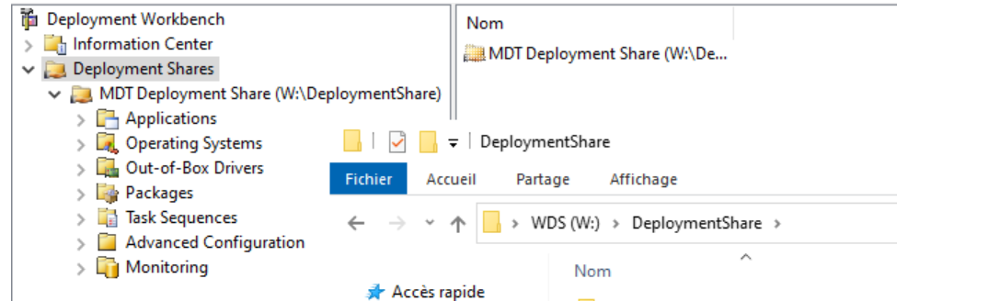 Deployment Workbench
Information Center
Deployment Shares
MDT Deployment Share (W:\DeploymentShare)
Applications
Operating Systems
Out-of-Box Drivers
Packages
Task Sequences
Advanced Configuration
Monitoring
Nom
MDT Deployment Share (W:\De...
DeploymentShare
Fichier Accueil Partage Affichage
WDS (W:) DeploymentShare
Nom
Accès rapide